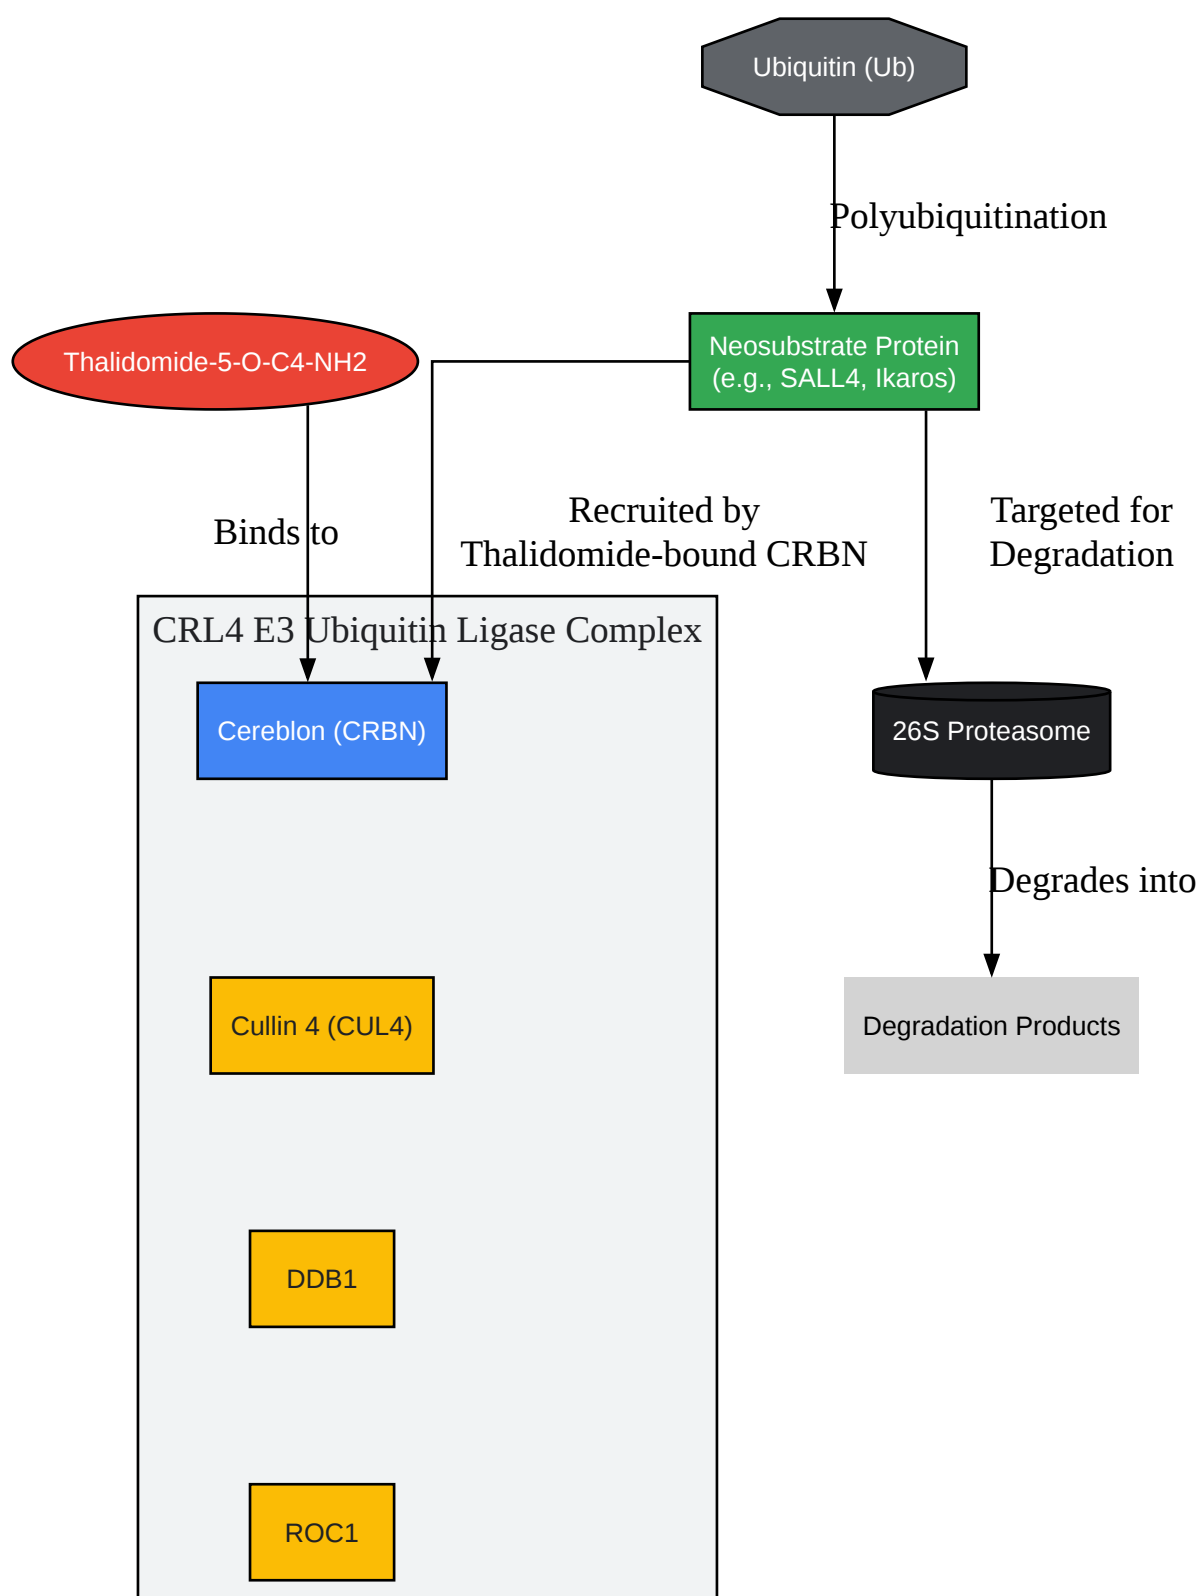 Ubiquitin (Ub)
Polyubiquitination
Thalidomide-5-O-C4-NH2
Neosubstrate Protein
(e.g., SALL4, Ikaros)
Binds to
Recruited by
Thalidomide-bound CRBN
Targeted for
Degradation
CRL4 E3 Ubiquitin Ligase Complex
Cereblon (CRBN)
26S Proteasome
Degrades into
Cullin 4 (CUL4)
Degradation Products
DDB1
ROC1